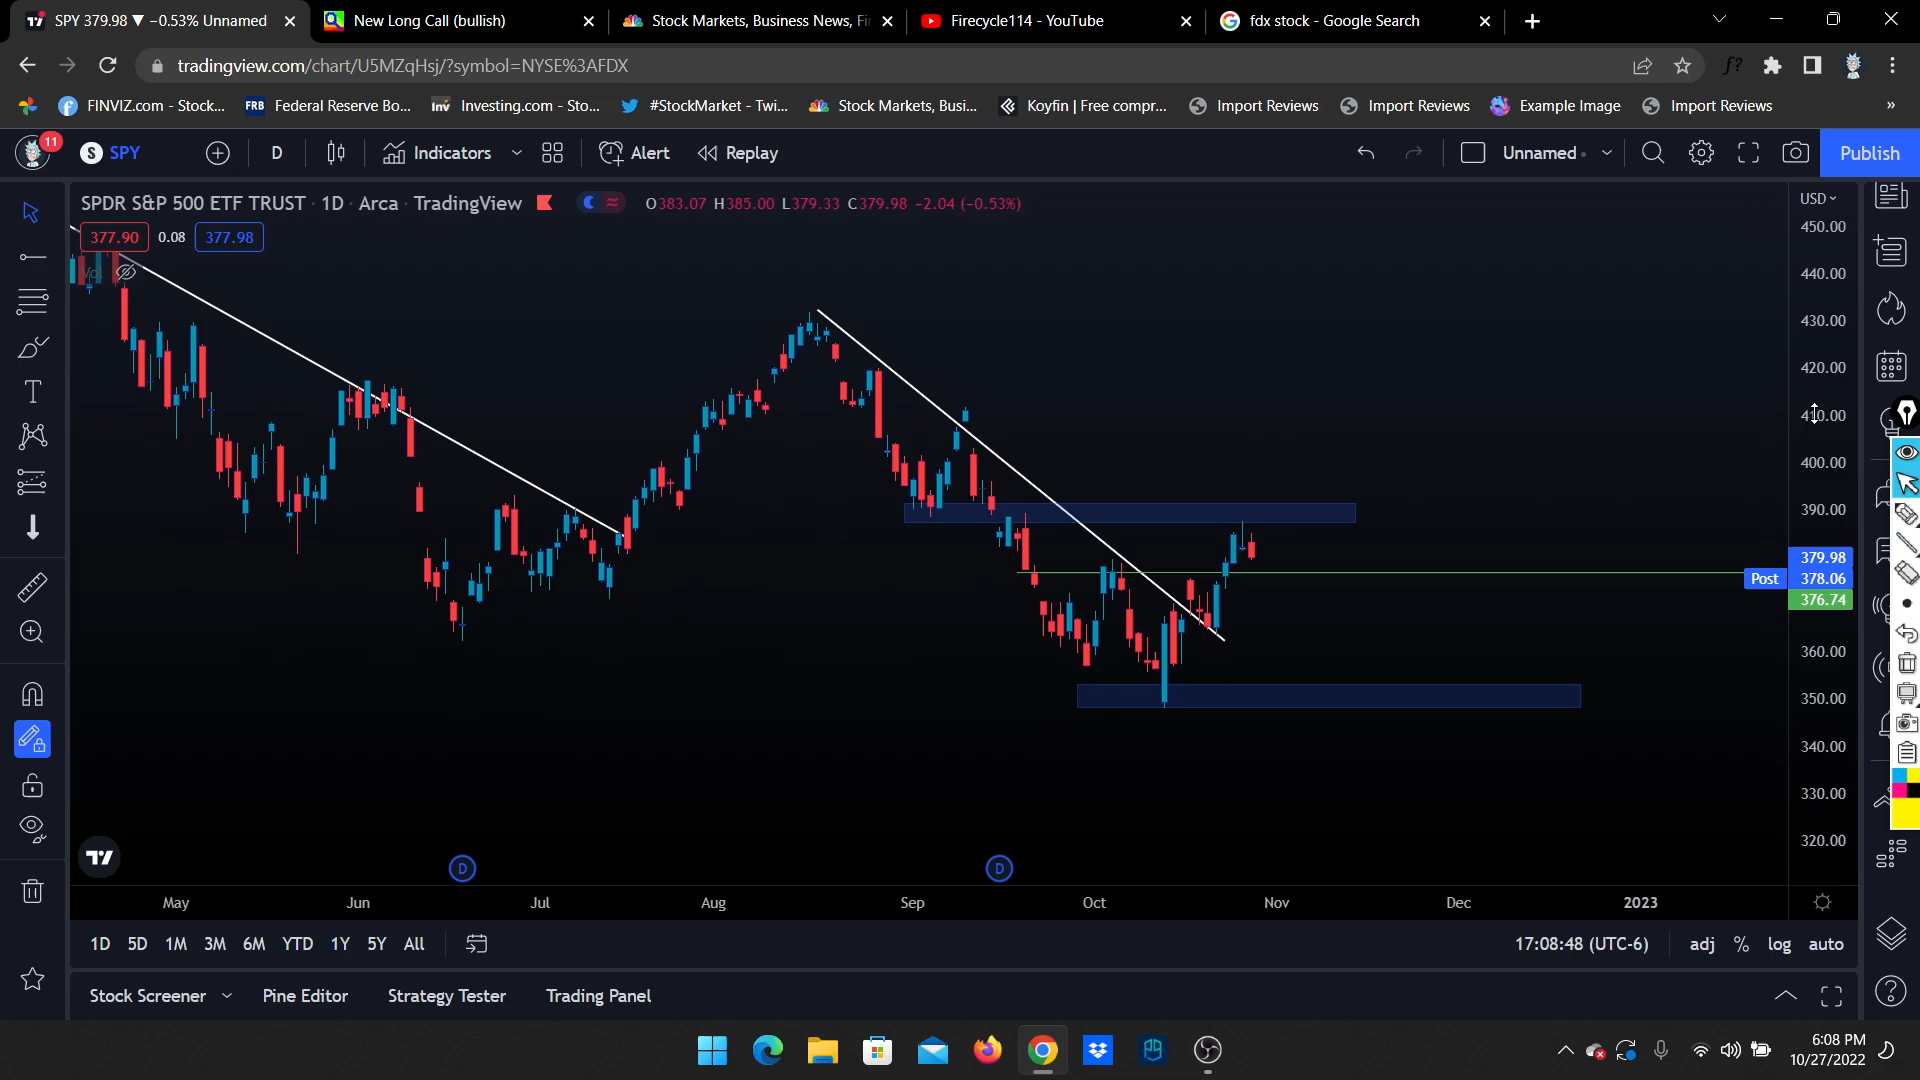 SPY 379.98 ▼ −0.53% Unnamed
New Long Call (bullish)
Stock Markets, Business News, Fi
Firecycle114 - YouTube
fdx stock - Google Search
tradingview.com/chart/U5MZqHsj/?symbol=NYSE%3AFDX
FINVIZ.com - Stock...
FRB Federal Reserve Bo...
Inv Investing.com - Sto...
#StockMarket - Twi...
Stock Markets, Busi...
Koyfin | Free compr...
Import Reviews
Import Reviews
Example Image
Import Reviews
11
S SPY
D
Indicators
Alert
Replay
Unnamed
Publish
SPDR S&P 500 ETF TRUST · 1D · Arca · TradingView
O383.07 H385.00 L379.33 C379.98 −2.04 (−0.53%)
USD
377.90 0.08 377.98
Vol
450.00
440.00
430.00
420.00
410.00
400.00
390.00
379.98
Post 378.06
376.74
360.00
350.00
340.00
330.00
320.00
D
D
May Jun Jul Aug Sep Oct Nov Dec 2023
1D 5D 1M 3M 6M YTD 1Y 5Y All
17:08:48 (UTC-6)
adj % log auto
Stock Screener Pine Editor Strategy Tester Trading Panel
6:08 PM
10/27/2022